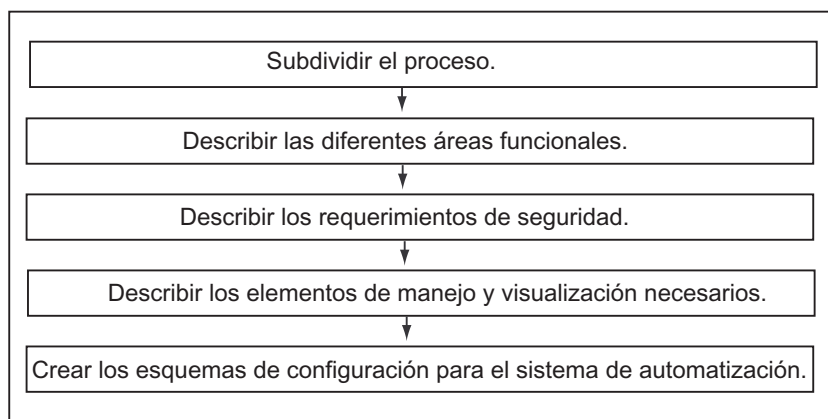 Subdividir el proceso.
Describir las diferentes áreas funcionales.
Describir los requerimientos de seguridad.
Describir los elementos de manejo y visualización necesarios.
Crear los esquemas de configuración para el sistema de automatización.